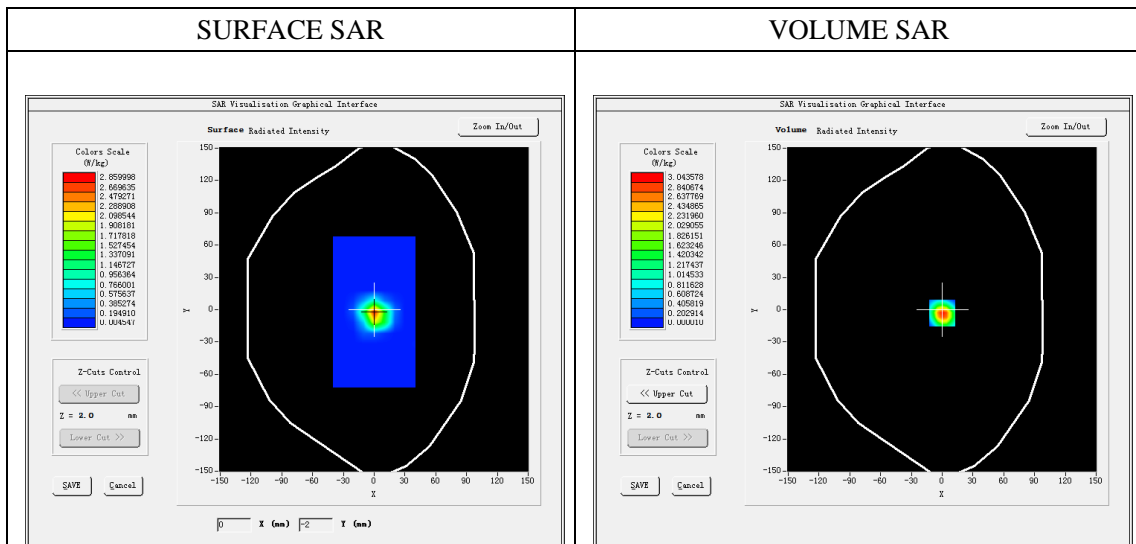 SURFACE SAR
VOLUME SAR
SAR Visualisation Graphical Interface
Surface Radiated Intensity
Zoom In/Out
Colors Scale
(W/kg)
2.859998
2.669635
2.479271
2.288908
2.098544
1.908181
1.717818
1.527454
1.337091
1.146727
0.956364
0.766001
0.575637
0.385274
0.194910
0.004547
Z-Cuts Control
<< Upper Cut
Z = 2.0 mm
Lower Cut >>
SAVE Cancel
150
120
90
60
30
0
-30
-60
-90
-120
-150
Y
-150 -120 -90 -60 -30 0 30 60 90 120 150
X
0 X (mm) -2 Y (mm)
SAR Visualisation Graphical Interface
Volume Radiated Intensity
Zoom In/Out
Colors Scale
(W/kg)
3.043578
2.840674
2.637769
2.434865
2.231960
2.029055
1.826151
1.623246
1.420342
1.217437
1.014533
0.811628
0.608724
0.405819
0.202914
0.000010
Z-Cuts Control
<< Upper Cut
Z = 2.0 mm
Lower Cut >>
SAVE Cancel
150
120
90
60
30
0
-30
-60
-90
-120
-150
Y
-150 -120 -90 -60 -30 0 30 60 90 120 150
X